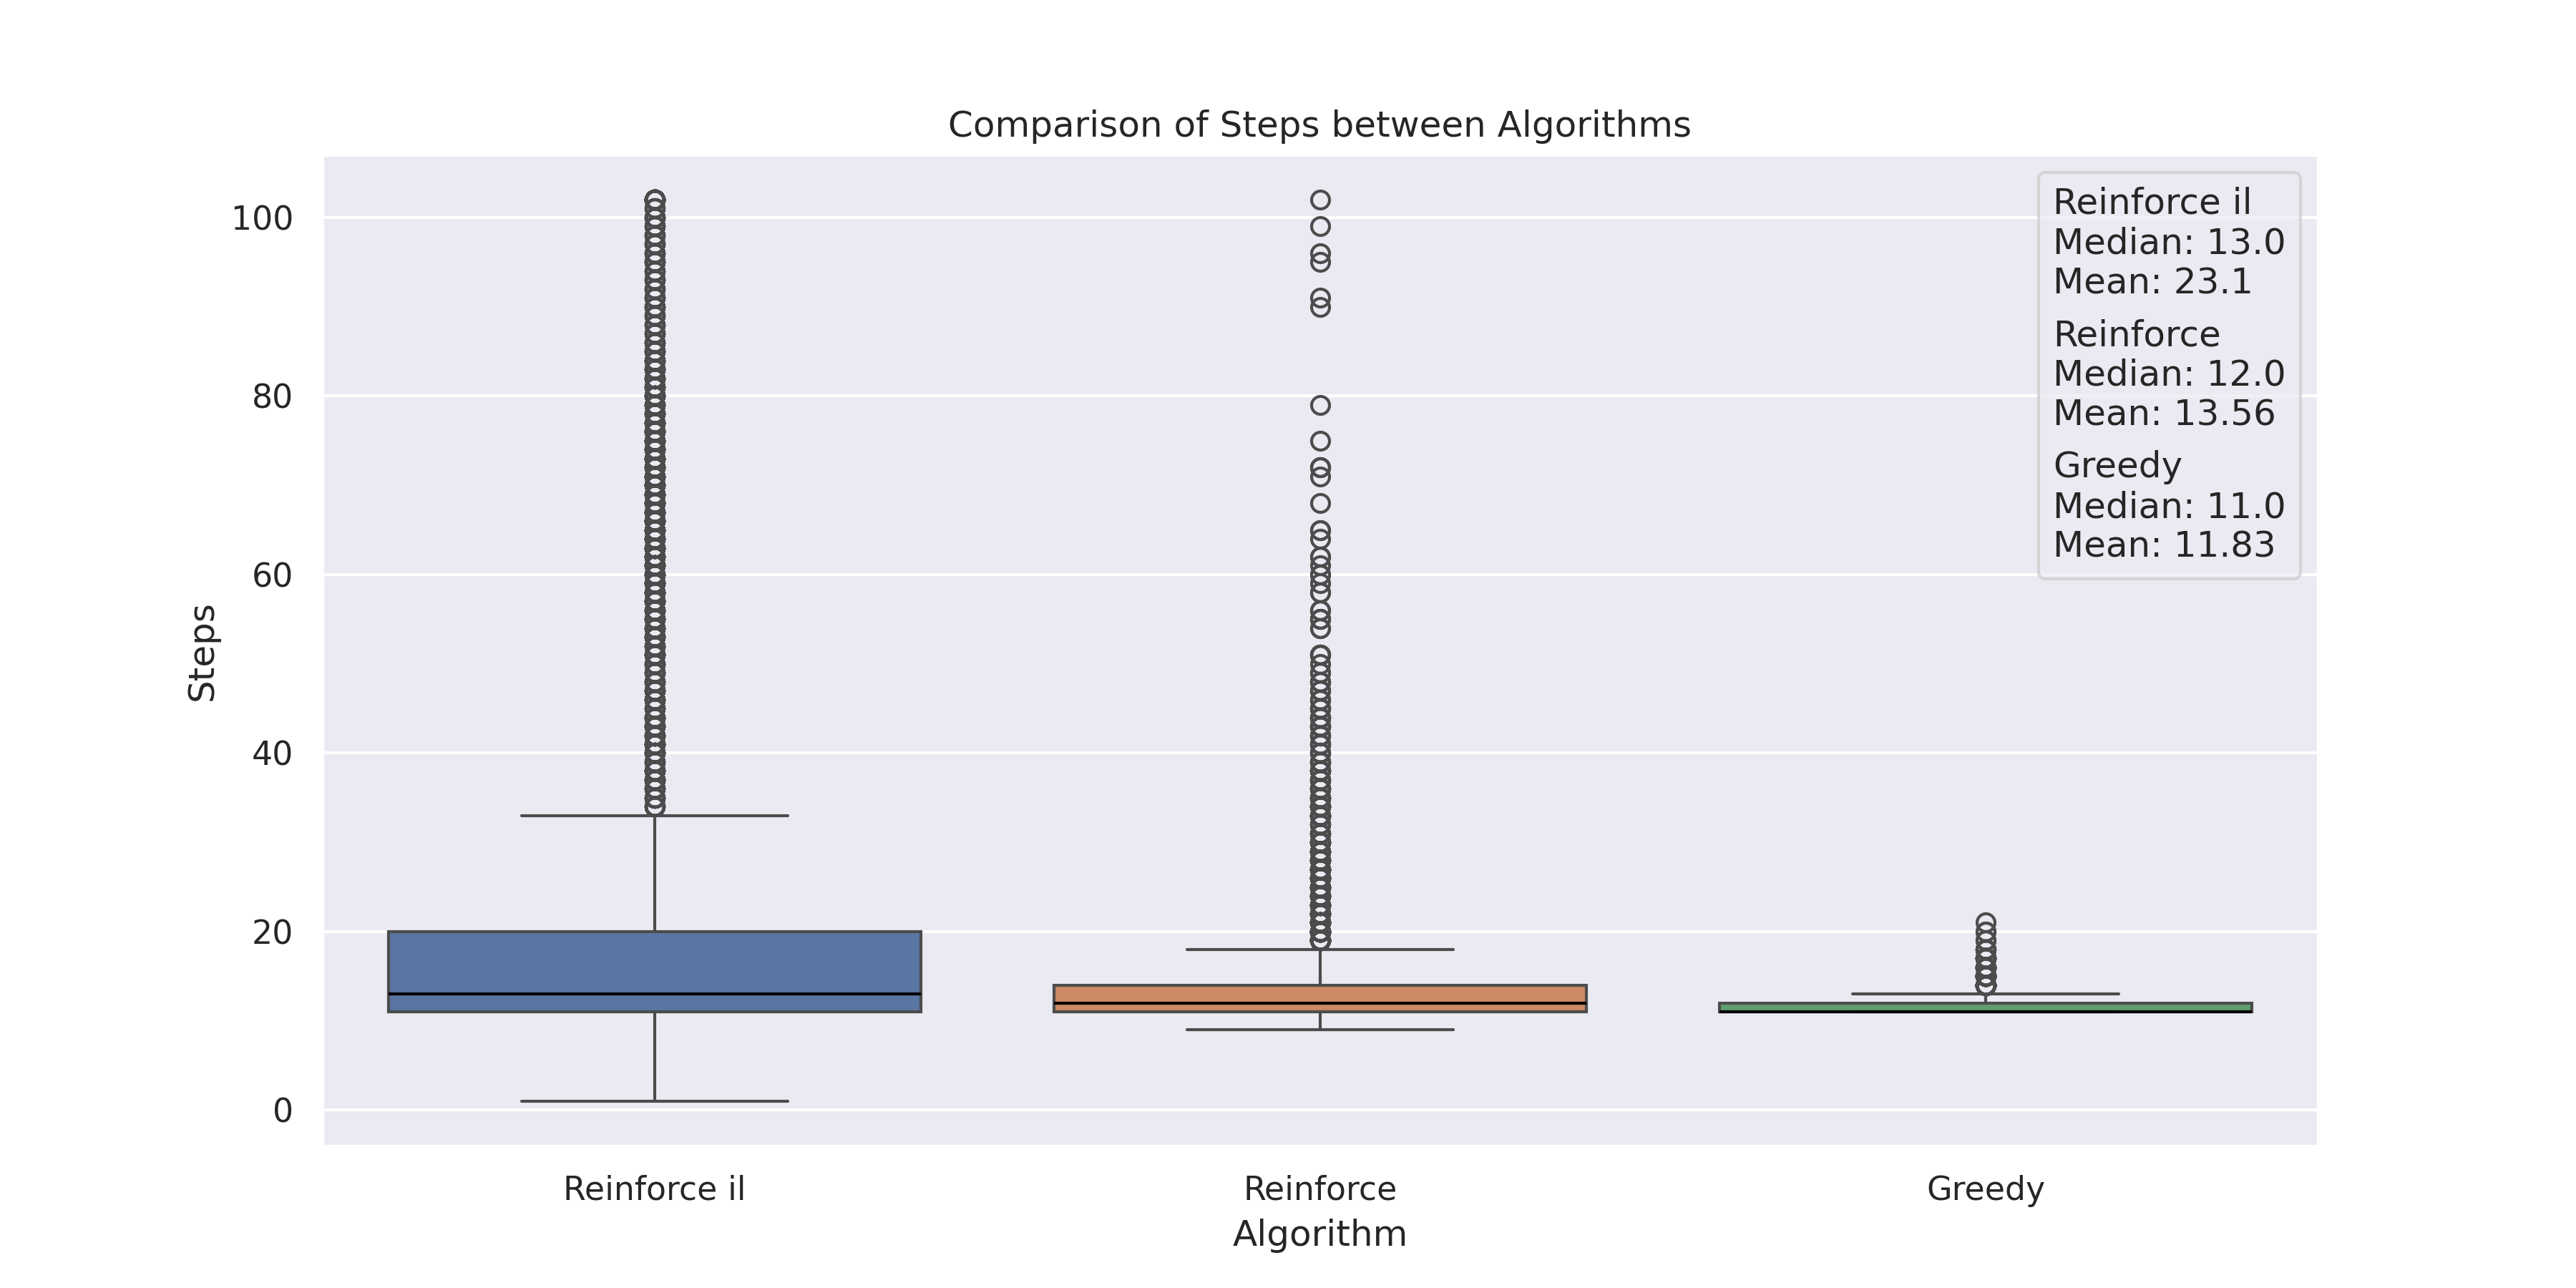 Comparison of Steps between Algorithms
100
80
60
40
20
0
Steps
Reinforce il
Median: 13.0
Mean: 23.1
Reinforce
Median: 12.0
Mean: 13.56
Greedy
Median: 11.0
Mean: 11.83
Reinforce il
Reinforce
Greedy
Algorithm